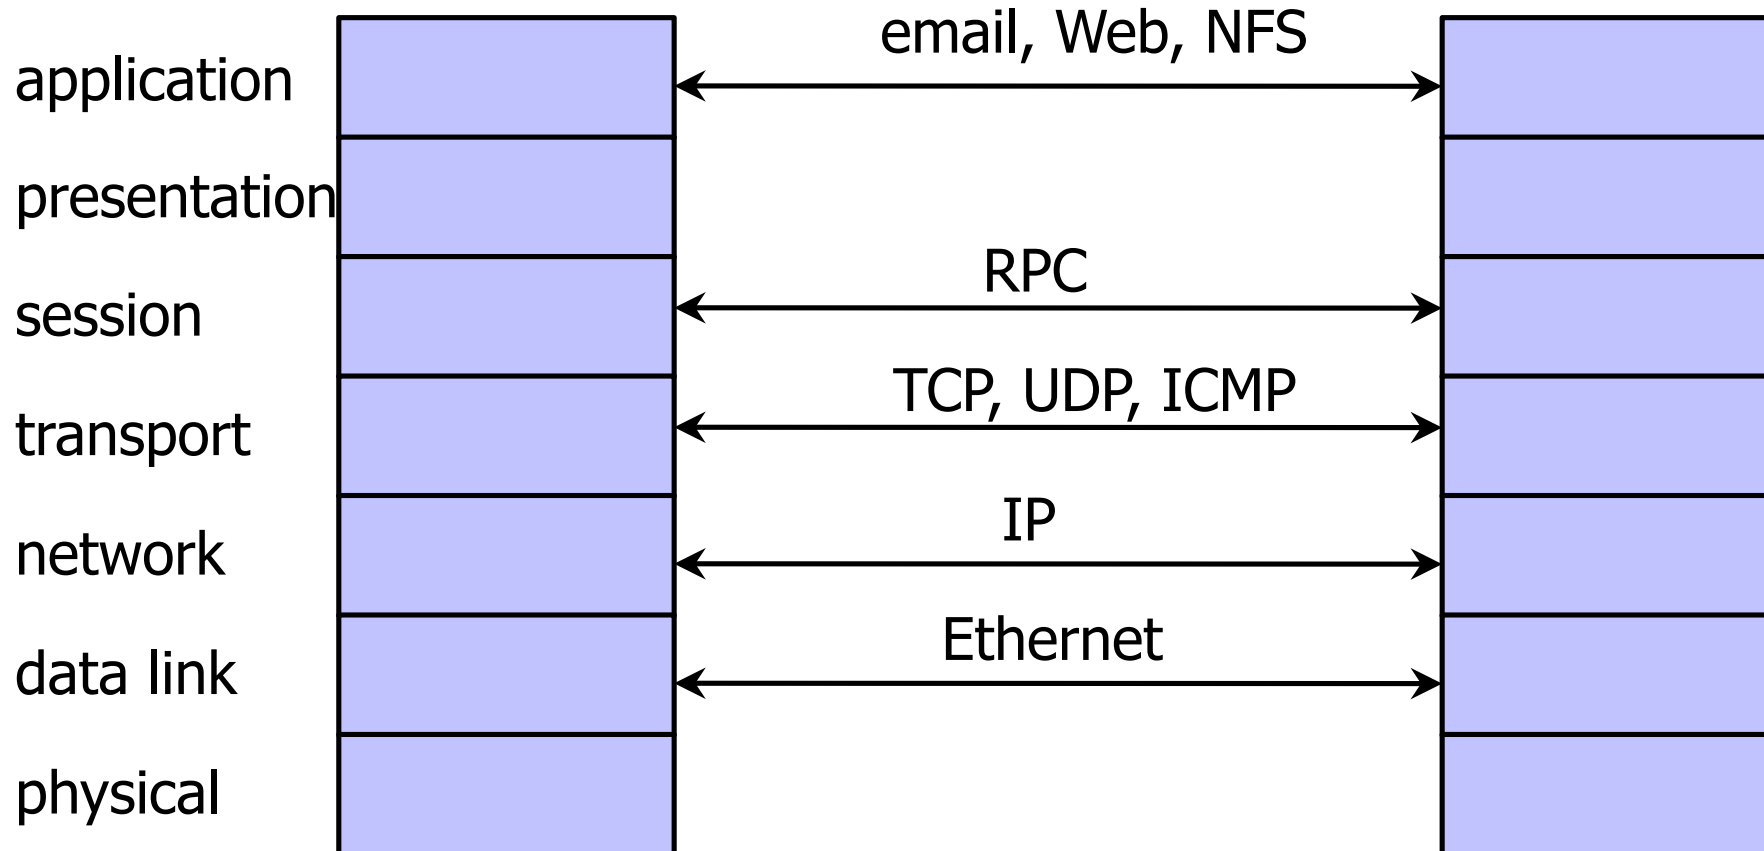 email, Web, NFS
application
presentation
RPC
session
TCP, UDP, ICMP
transport
IP
network
Ethernet
data link
physical